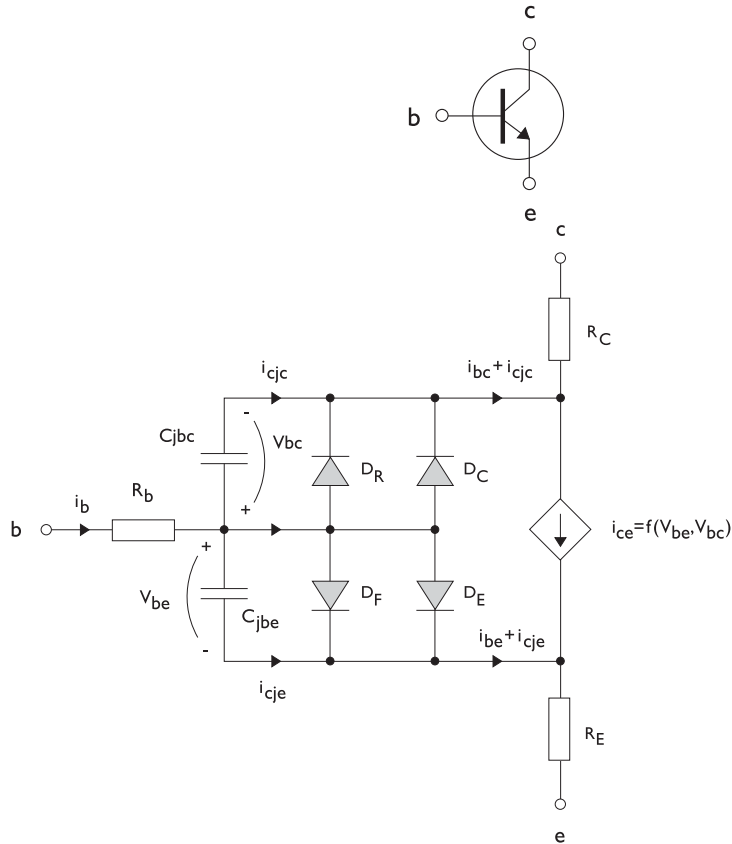 c
b
e
c
R_C
i_cjc
i_bc+i_cjc
-
C_jbc
V_bc
D_R
D_C
R_b
i_b
+
b
i_ce=f(V_be,V_bc)
+
V_be
D_F
D_E
C_jbe
i_be+i_cje
-
i_cje
R_E
e